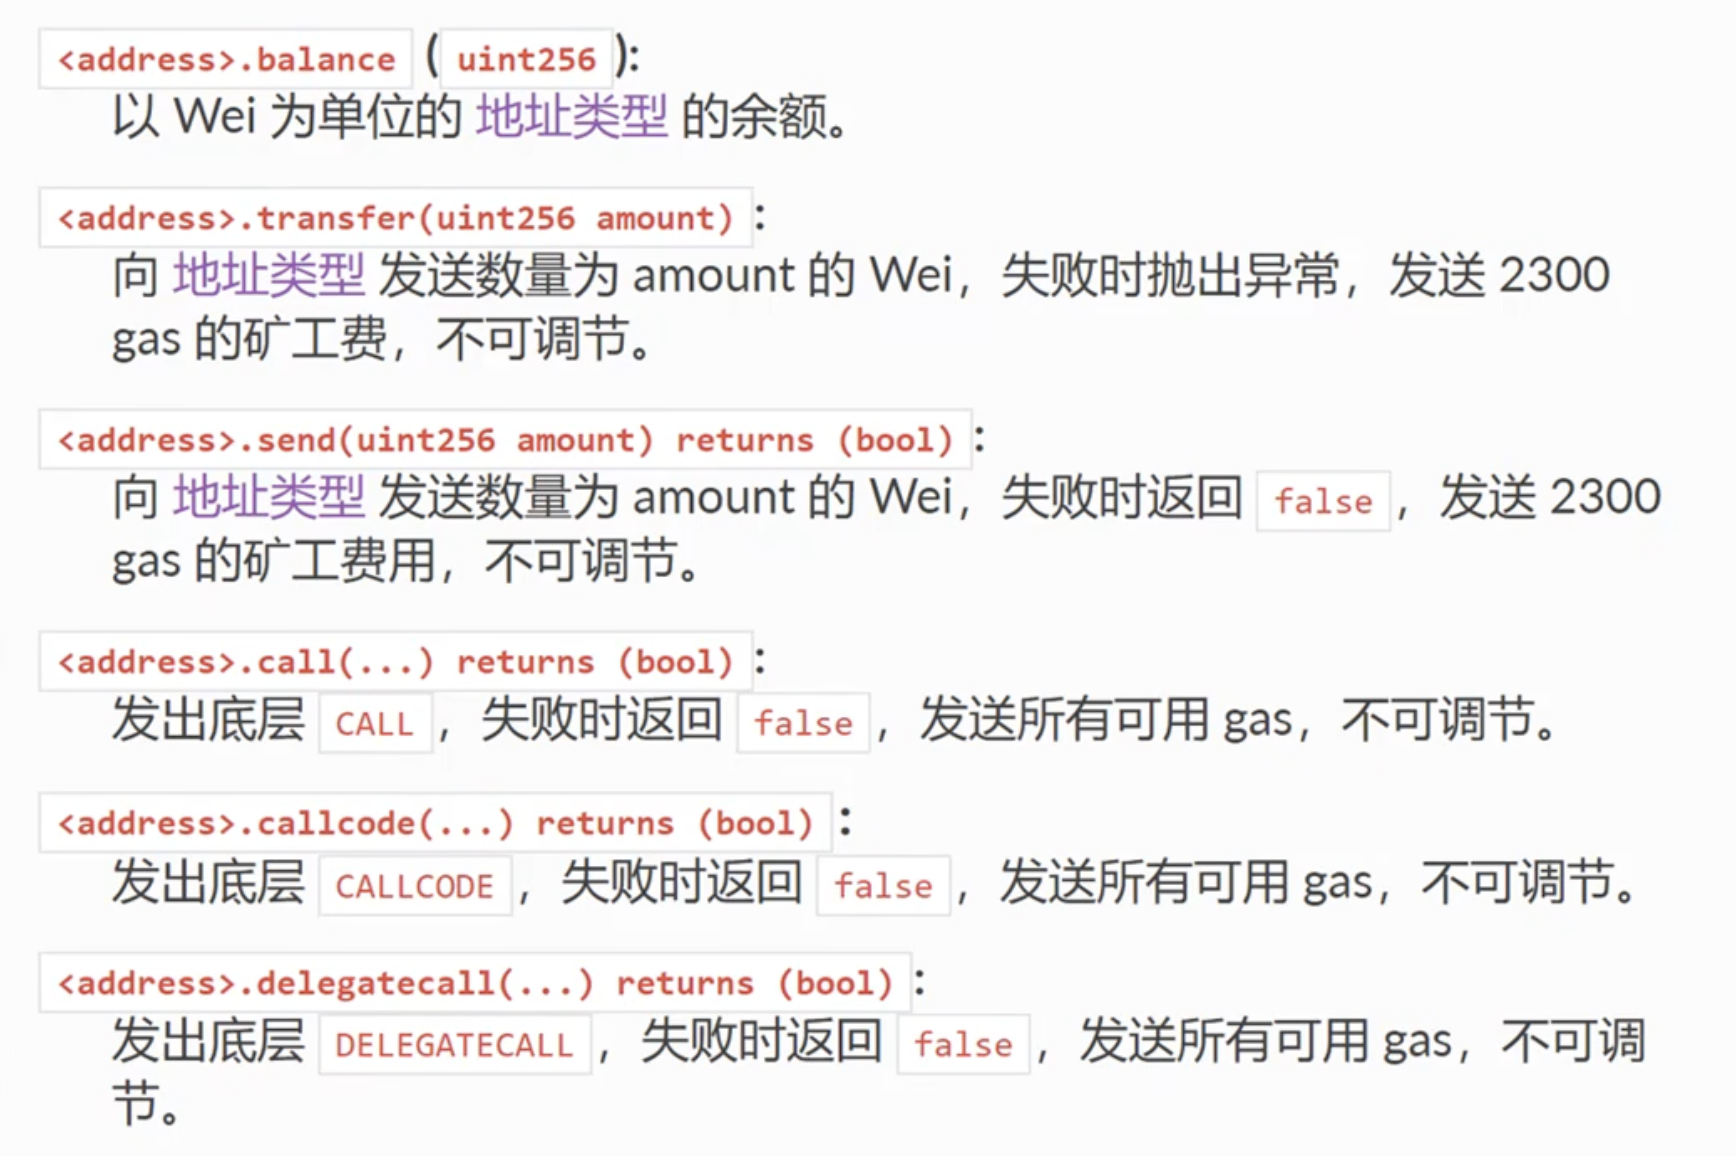 <address>.balance (uint256):
以 Wei 为单位的 地址类型 的余额。
<address>.transfer(uint256 amount):
向 地址类型 发送数量为 amount 的 Wei，失败时抛出异常，发送 2300
gas 的矿工费，不可调节。
<address>.send(uint256 amount) returns (bool):
向 地址类型 发送数量为 amount 的 Wei，失败时返回 false，发送 2300
gas 的矿工费用，不可调节。
<address>.call(...) returns (bool):
发出底层 CALL，失败时返回 false，发送所有可用 gas，不可调节。
<address>.callcode(...) returns (bool):
发出底层 CALLCODE，失败时返回 false，发送所有可用 gas，不可调节。
<address>.delegatecall(...) returns (bool):
发出底层 DELEGATECALL，失败时返回 false，发送所有可用 gas，不可调
节。